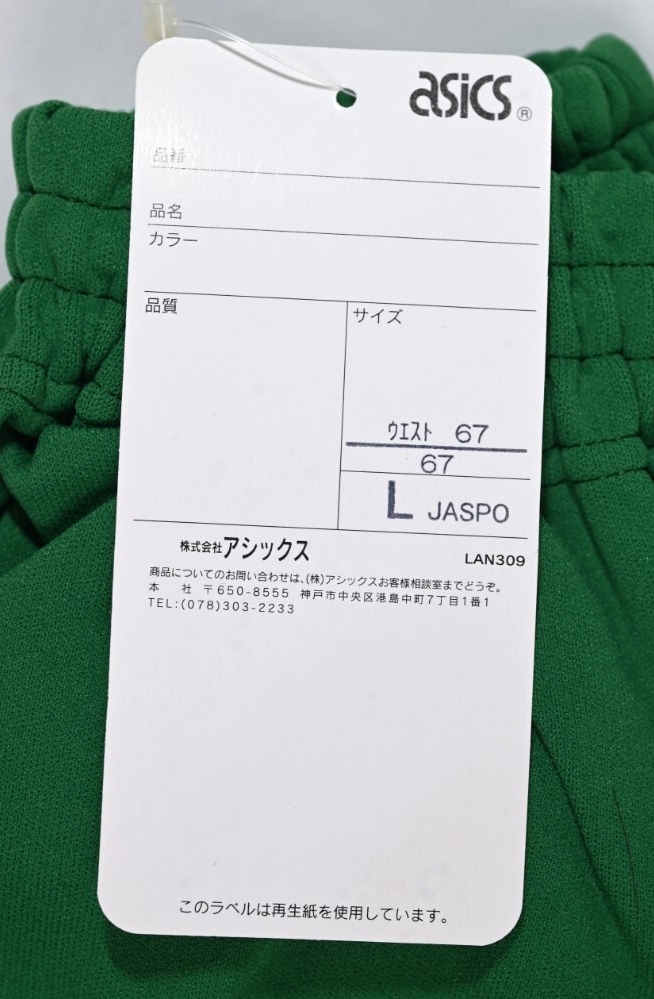 asics®
品番
品名
カラー
品質
サイズ
ウエスト 67
67
L JASPO
株式会社アシックス
LAN309
商品についてのお問い合わせは、(株)アシックスお客様相談室までどうぞ。
本 社 〒650-8555 神戸市中央区港島中町7丁目1番1
TEL:(078)303-2233
このラベルは再生紙を使用しています。